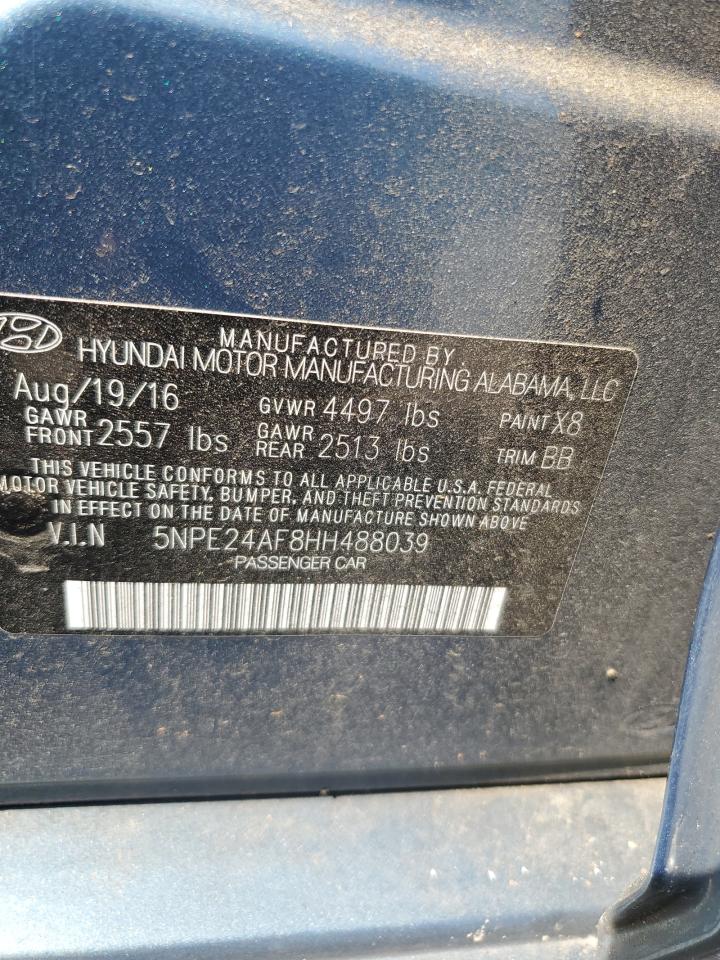 MANUFACTURED BY
HYUNDAI MOTOR MANUFACTURING ALABAMA, LLC
Aug/19/16 GVWR 4497 lbs PAINT X8
GAWR FRONT 2557 lbs GAWR REAR 2513 lbs TRIM BB
THIS VEHICLE CONFORMS TO ALL APPLICABLE U.S.A. FEDERAL
MOTOR VEHICLE SAFETY, BUMPER, AND THEFT PREVENTION STANDARDS
IN EFFECT ON THE DATE OF MANUFACTURE SHOWN ABOVE
V.I.N 5NPE24AF8HH488039
PASSENGER CAR